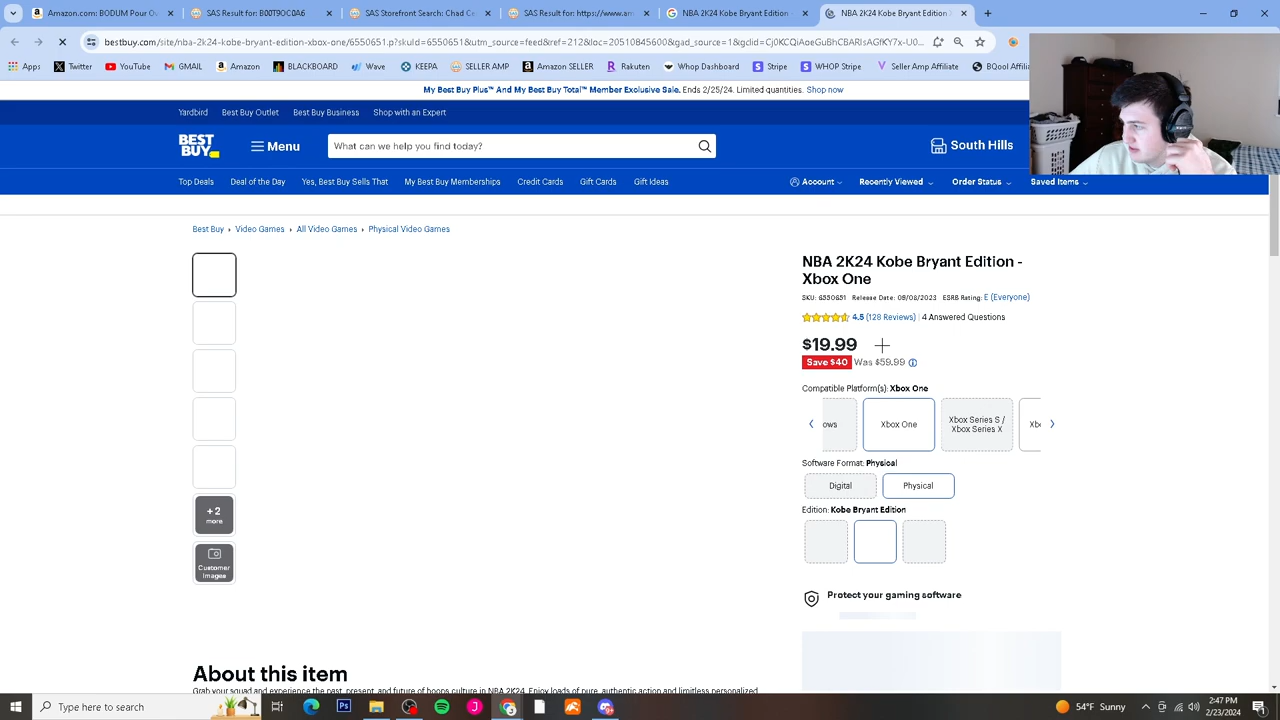 Amazon.com: BODUM Pour Ov
SAS Result for: B00T9OC0A6
SAS Storefront Search: Chad C
SAS Result for: https://www.am
NBA 2K24 Kobe Bryant Edition
NBA 2K24 Kobe Bryant Edition
bestbuy.com/site/nba-2k24-kobe-bryant-edition-xbox-one/6550651.p?skuId=6550651&utm_source=feed&ref=212&loc=20510845600&gad_source=1&gclid=Cj0KCQiAoeGuBhCBARIsAGfKY7x-U0...
Apps Twitter YouTube GMAIL Amazon BLACKBOARD Wave KEEPA SELLER AMP Amazon SELLER Rakuten Whop Dashboard Stripe WHOP Stripe Seller Amp Affiliate BQool Affilia
My Best Buy Plus™ And My Best Buy Total™ Member Exclusive Sale. Ends 2/25/24. Limited quantities. Shop now
Yardbird Best Buy Outlet Best Buy Business Shop with an Expert
BEST BUY
Menu
What can we help you find today?
South Hills
Top Deals Deal of the Day Yes, Best Buy Sells That My Best Buy Memberships Credit Cards Gift Cards Gift Ideas Account Recently Viewed Order Status Saved Items
Best Buy › Video Games › All Video Games › Physical Video Games
NBA 2K24 Kobe Bryant Edition -
Xbox One
SKU: 6550651 Release Date: 09/08/2023 ESRB Rating: E (Everyone)
4.5 (128 Reviews) | 4 Answered Questions
$19.99
Save $40 Was $59.99
Compatible Platform(s): Xbox One
ows
Xbox One
Xbox Series S /
Xbox Series X
Xb
Software Format: Physical
Digital Physical
Edition: Kobe Bryant Edition
+2
more
Customer
Images
Protect your gaming software
About this item
Grab your squad and experience the past, present, and future of hoops culture in NBA 2K24. Enjoy loads of pure, authentic action and limitless personalized
Type here to search
54°F Sunny
2:47 PM
2/23/2024